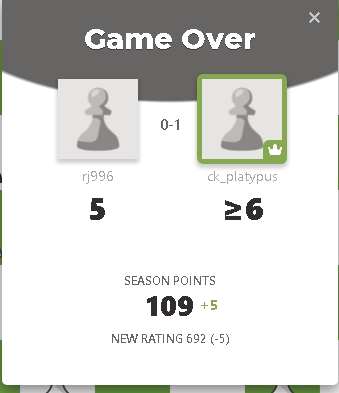 Game Over
0-1
rj996
ck_platypus
5
≥6
SEASON POINTS
109 +5
NEW RATING 692 (-5)